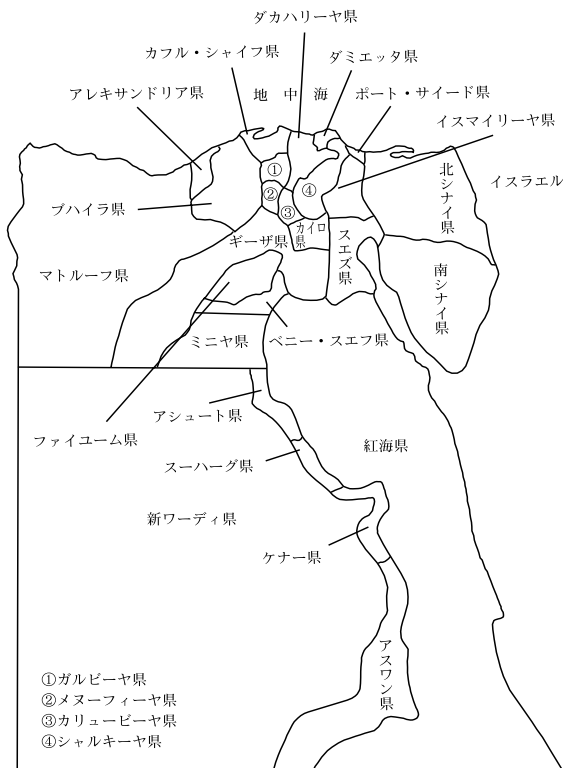 ダカハリーヤ県
カフル・シャイフ県
ダミエッタ県
アレキサンドリア県
地中海
ポート・サイード県
イスマイリーヤ県
①
②
③
④
北シナイ県
イスラエル
ブハイラ県
ギーザ県
カイロ
県
スエズ県
マトルーフ県
南シナイ県
ミニヤ県
ベニー・スエフ県
アシュート県
ファイユーム県
スーハーグ県
紅海県
新ワーディ県
ケナー県
アスワン県
①ガルビーヤ県
②メヌーフィーヤ県
③カリュービーヤ県
④シャルキーヤ県